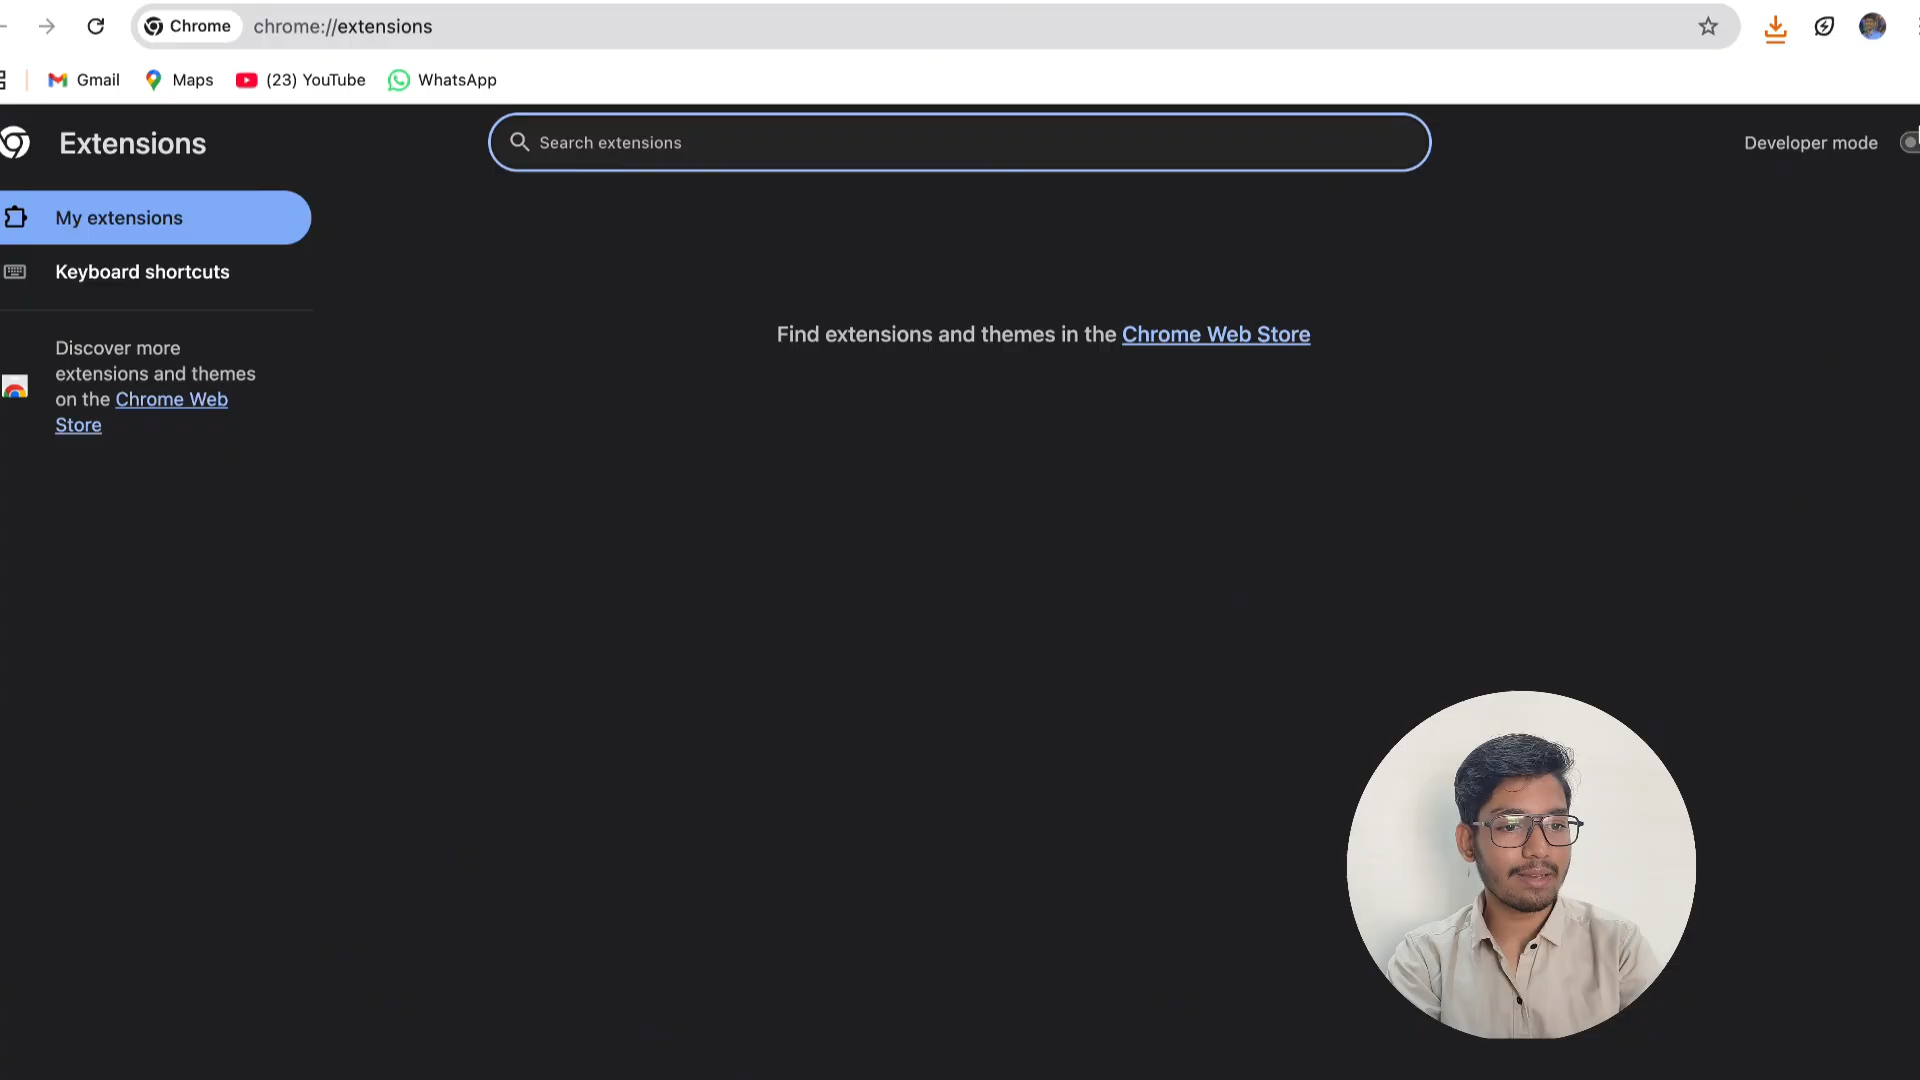 Chrome chrome://extensions
Gmail Maps (23) YouTube WhatsApp
Extensions
Search extensions
Developer mode
My extensions
Keyboard shortcuts
Find extensions and themes in the Chrome Web Store
Discover more
extensions and themes
on the Chrome Web
Store